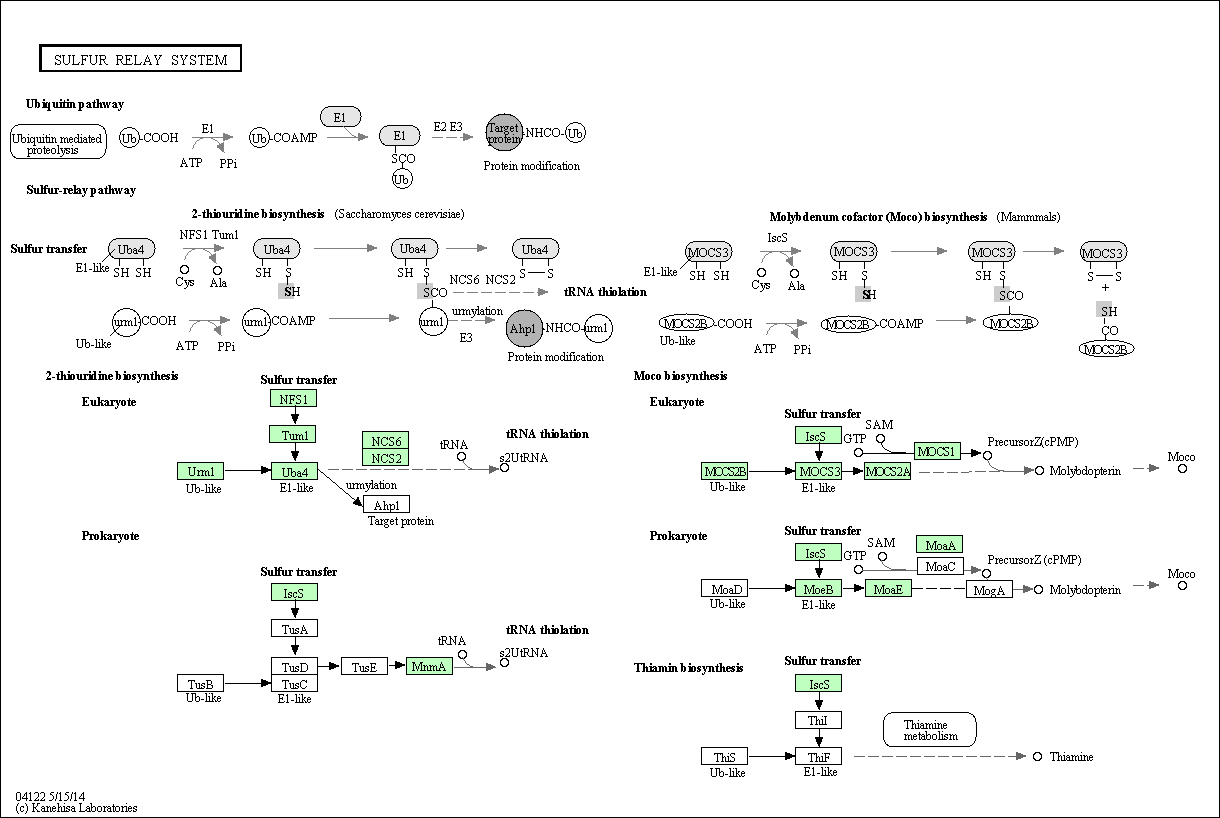 SULFUR RELAY SYSTEM
Ubiquitin pathway
Ubiquitin mediated
proteolysis
Ub
-COOH
E1
ATP
PPi
Ub
-COAMP
E1
E1
SCO
Ub
E2 E3
Target
protein
-NHCO-
Ub
Protein modification
Sulfur-relay pathway
2-thiouridine biosynthesis (Saccharomyces cerevisiae)
Sulfur transfer
Uba4
E1-like
SH SH
NFS1 Tum1
Cys
Ala
Uba4
SH S
SH
Uba4
SH S
SCO
NCS6 NCS2
tRNA thiolation
Uba4
S S
urm1
-COOH
Ub-like
ATP
PPi
urm1
-COAMP
urm1
urmylation
E3
Ahp1
-NHCO-
urm1
Protein modification
Molybdenum cofactor (Moco) biosynthesis (Mammmals)
MOCS3
E1-like
SH SH
IscS
Cys
Ala
MOCS3
SH S
SH
MOCS3
SH S
SCO
MOCS3
S S
+
SH
CO
MOCS2B
MOCS2B
-COOH
Ub-like
ATP
PPi
MOCS2B
-COAMP
MOCS2B
2-thiouridine biosynthesis
Eukaryote
Sulfur transfer
NFS1
Tum1
Urm1
Ub-like
Uba4
E1-like
NCS6
NCS2
tRNA
tRNA thiolation
s2UtRNA
urmylation
Ahp1
Target protein
Prokaryote
Sulfur transfer
IscS
TusA
TusD
TusC
E1-like
TusB
Ub-like
TusE
MnmA
tRNA
tRNA thiolation
s2UtRNA
Moco biosynthesis
Eukaryote
Sulfur transfer
IscS
GTP
SAM
MOCS1
PrecursorZ(cPMP)
MOCS2B
Ub-like
MOCS3
E1-like
MOCS2A
Molybdopterin
Moco
Prokaryote
Sulfur transfer
IscS
GTP
SAM
MoaA
MoaC
PrecursorZ (cPMP)
MoaD
Ub-like
MoeB
E1-like
MoaE
MogA
Molybdopterin
Moco
Thiamin biosynthesis
Sulfur transfer
IscS
ThiI
ThiS
Ub-like
ThiF
E1-like
Thiamine
metabolism
Thiamine
04122 5/15/14
(c) Kanehisa Laboratories